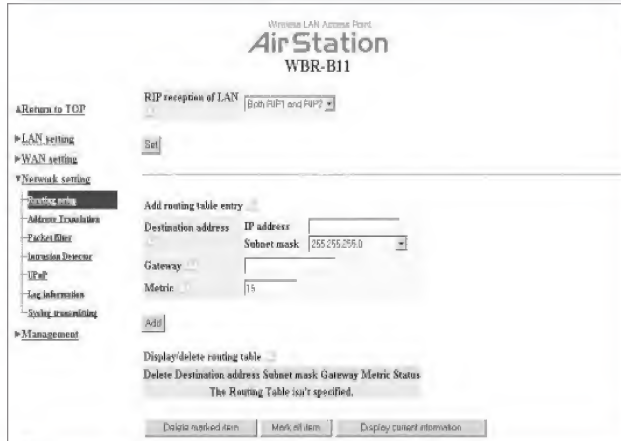 Wireless LAN Access Point
AirStation
WBR-B11
Return to TOP
LAN setting
WAN setting
Network setting
Routing setup
Address Translation
Packet filter
Intrusion Detector
UPnP
Log information
Syslog transmitting
Management
RIP reception of LAN
Both RIP1 and RIP2
Set
Add routing table entry
Destination address IP address
Subnet mask 255.255.255.0
Gateway
Metric 15
Add
Display/delete routing table
Delete Destination address Subnet mask Gateway Metric Status
The Routing Table isn't specified.
Delete marked item Mark all item Display current information